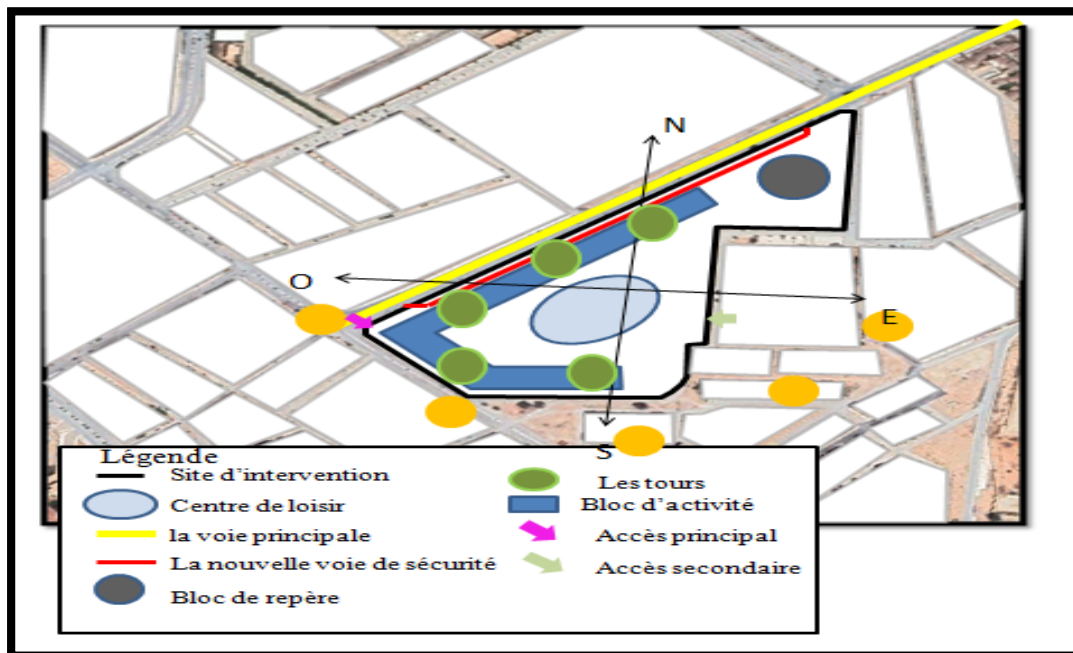 N
O
E
S
Légende
Site d'intervention
Centre de loisir
la voie principale
La nouvelle voie de sécurité
Bloc de repère
Les tours
Bloc d'activité
Accès principal
Accès secondaire